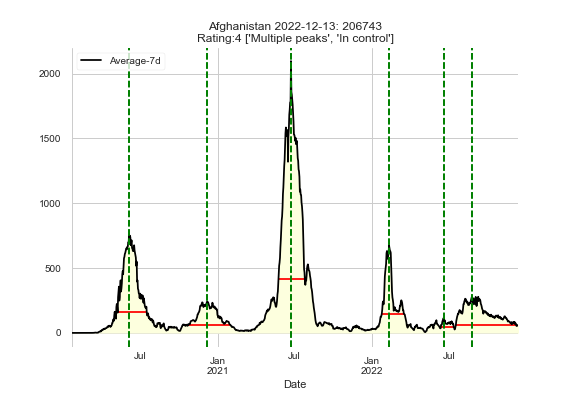 Afghanistan 2022-12-13: 206743
Rating:4 ['Multiple peaks', 'In control']
Average-7d
2000
1500
1000
500
0
Jul
Jan
2021
Jul
Jan
2022
Jul
Date